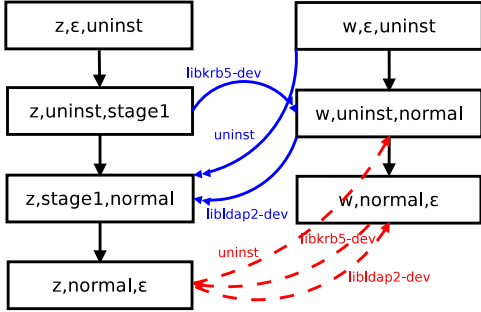 z,ε,uninst
w,ε,uninst
libkrb5-dev
z,uninst,stage1
w,uninst,normal
uninst
z,stage1,normal
w,normal,ε
libldap2-dev
uninst
libkrb5-dev
z,normal,ε
libldap2-dev